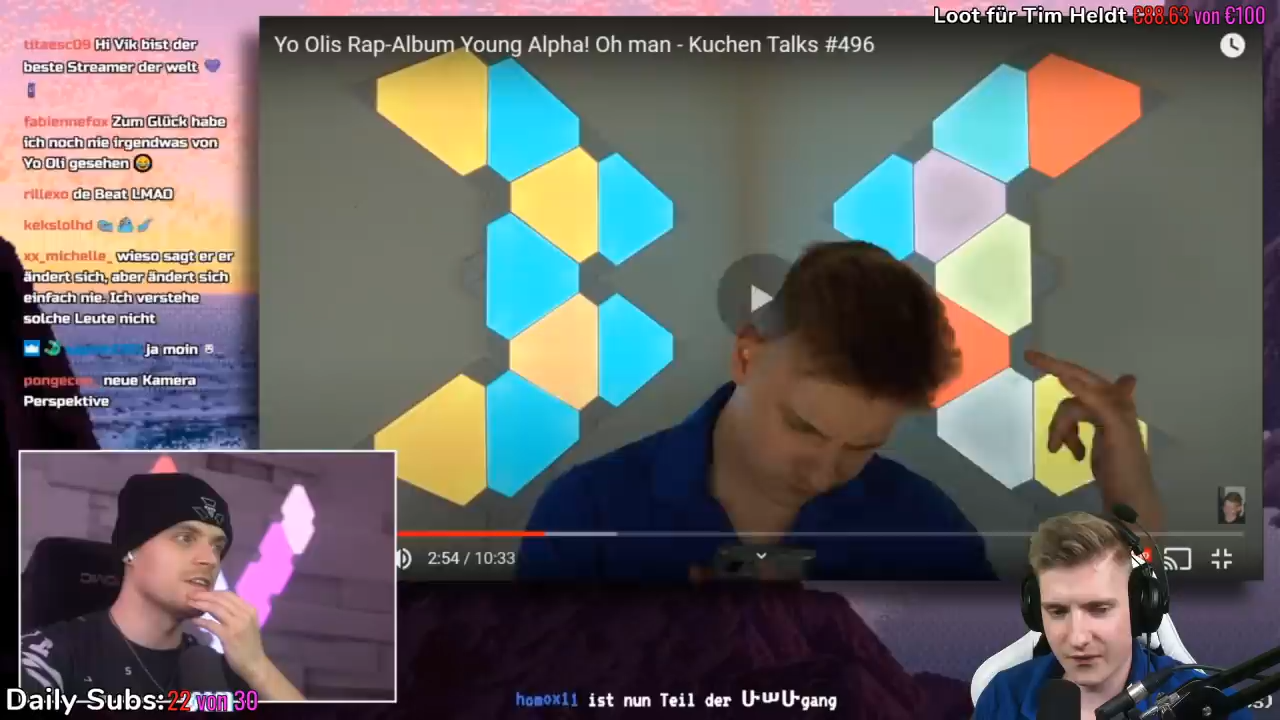 Loot für Tim Heldt €88.63 von €100
Yo Olis Rap-Album Young Alpha! Oh man - Kuchen Talks #496
titaesc09 Hi Vik bist der
beste Streamer der welt
fabiennefox Zum Glück habe
ich noch nie irgendwas von
Yo Oli gesehen
rillexo de Beat LMAO
kekslolhd
xx_michelle_ wieso sagt er er
ändert sich, aber ändert sich
einfach nie. Ich verstehe
solche Leute nicht
ja moin
neue Kamera
Perspektive
2:54 / 10:33
Daily Subs: 22 von 30
homox11 ist nun Teil der gang